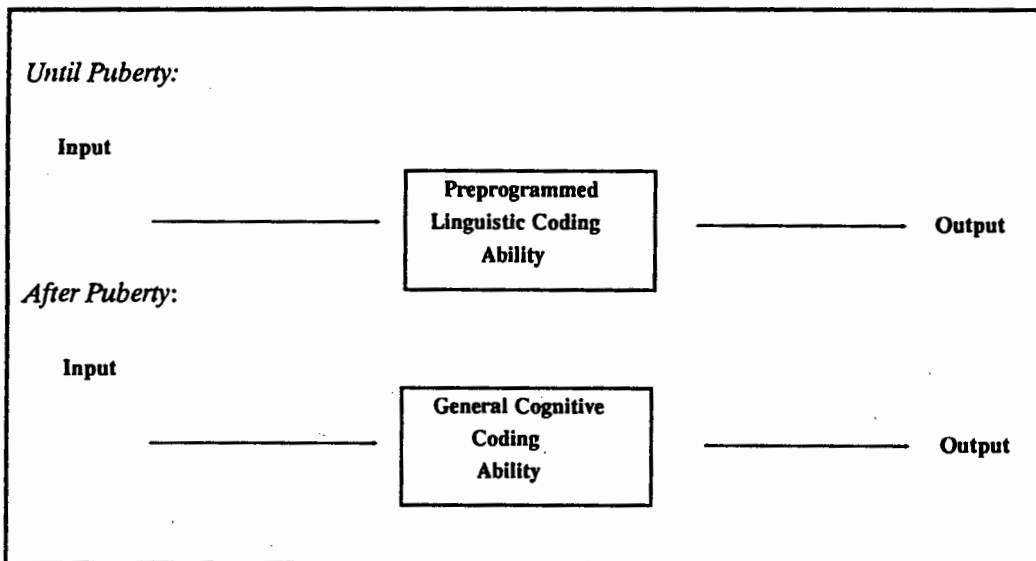 Until Puberty:
Input
Preprogrammed
Linguistic Coding
Ability
Output
After Puberty:
Input
General Cognitive
Coding
Ability
Output